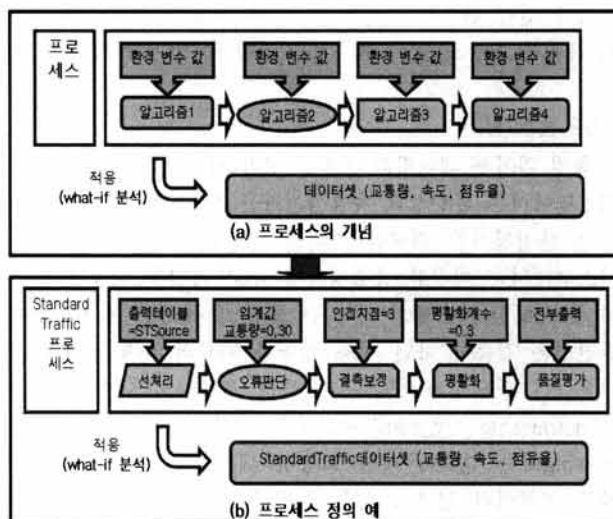 프로
세스
환경 변수 값
환경 변수 값
환경 변수 값
환경 변수 값
알고리즘1
알고리즘2
알고리즘3
알고리즘4
적용
(what-if 분석)
데이터셋 (교통량, 속도, 점유율)
(a) 프로세스의 개념
Standard
Traffic
프로
세스
출력테이블
=STSource
임계값
교통량=0,30
인접지점=3
평활화계수
=0.3
전부출력
선처리
오류판단
결측보정
평활화
품질평가
적용
(what-if 분석)
StandardTraffic데이터셋 (교통량, 속도, 점유율)
(b) 프로세스 정의 예